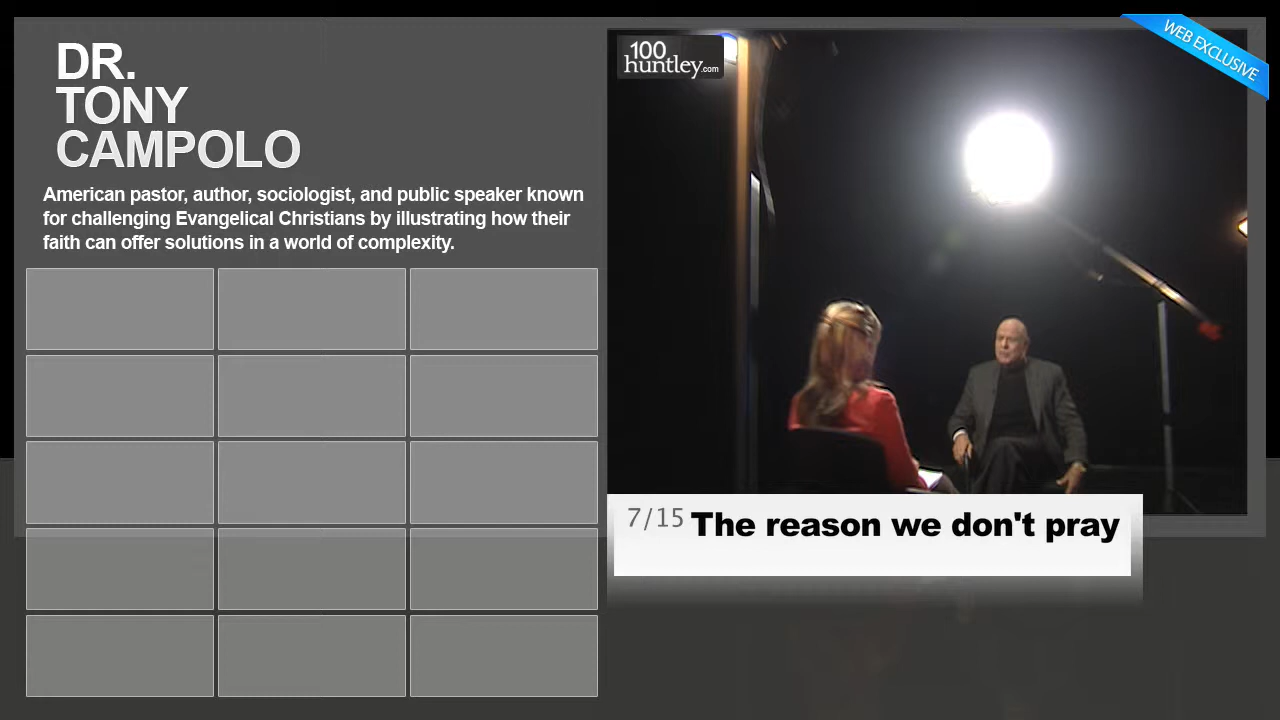 DR.
TONY
CAMPOLO
American pastor, author, sociologist, and public speaker known
for challenging Evangelical Christians by illustrating how their
faith can offer solutions in a world of complexity.
100
huntley.com
WEB EXCLUSIVE
7/15 The reason we don't pray